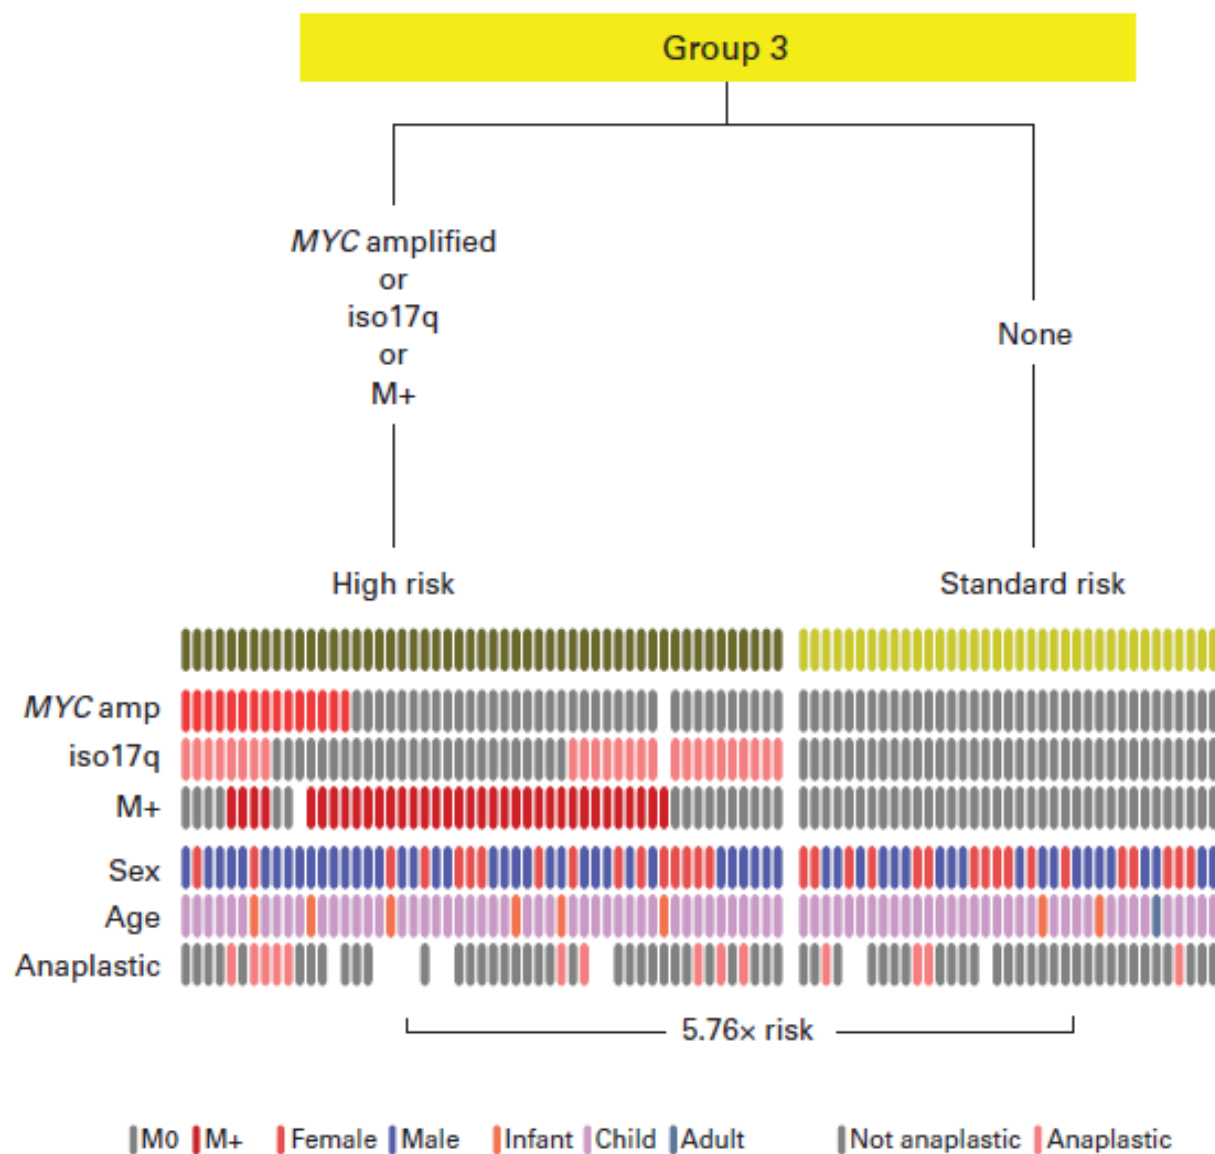 Group 3
MYC amplified
or
iso17q
or
M+
None
High risk
Standard risk
MYC amp
iso17q
M+
Sex
Age
Anaplastic
5.76× risk
M0 M+ Female Male Infant Child Adult Not anaplastic Anaplastic